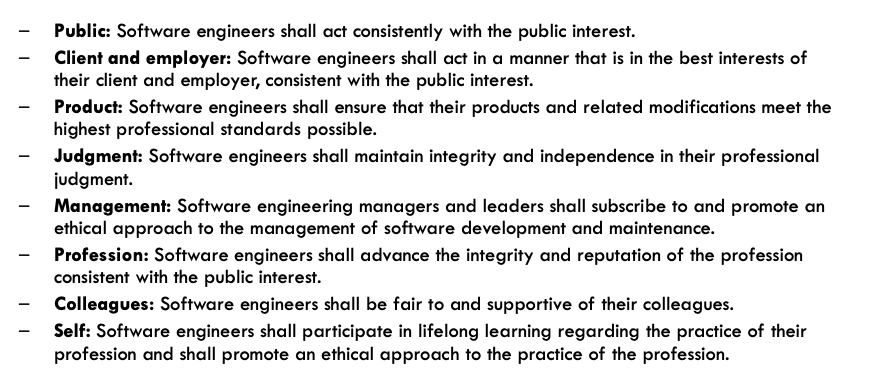 – Public: Software engineers shall act consistently with the public interest.
– Client and employer: Software engineers shall act in a manner that is in the best interests of
their client and employer, consistent with the public interest.
– Product: Software engineers shall ensure that their products and related modifications meet the
highest professional standards possible.
– Judgment: Software engineers shall maintain integrity and independence in their professional
judgment.
– Management: Software engineering managers and leaders shall subscribe to and promote an
ethical approach to the management of software development and maintenance.
– Profession: Software engineers shall advance the integrity and reputation of the profession
consistent with the public interest.
– Colleagues: Software engineers shall be fair to and supportive of their colleagues.
– Self: Software engineers shall participate in lifelong learning regarding the practice of their
profession and shall promote an ethical approach to the practice of the profession.